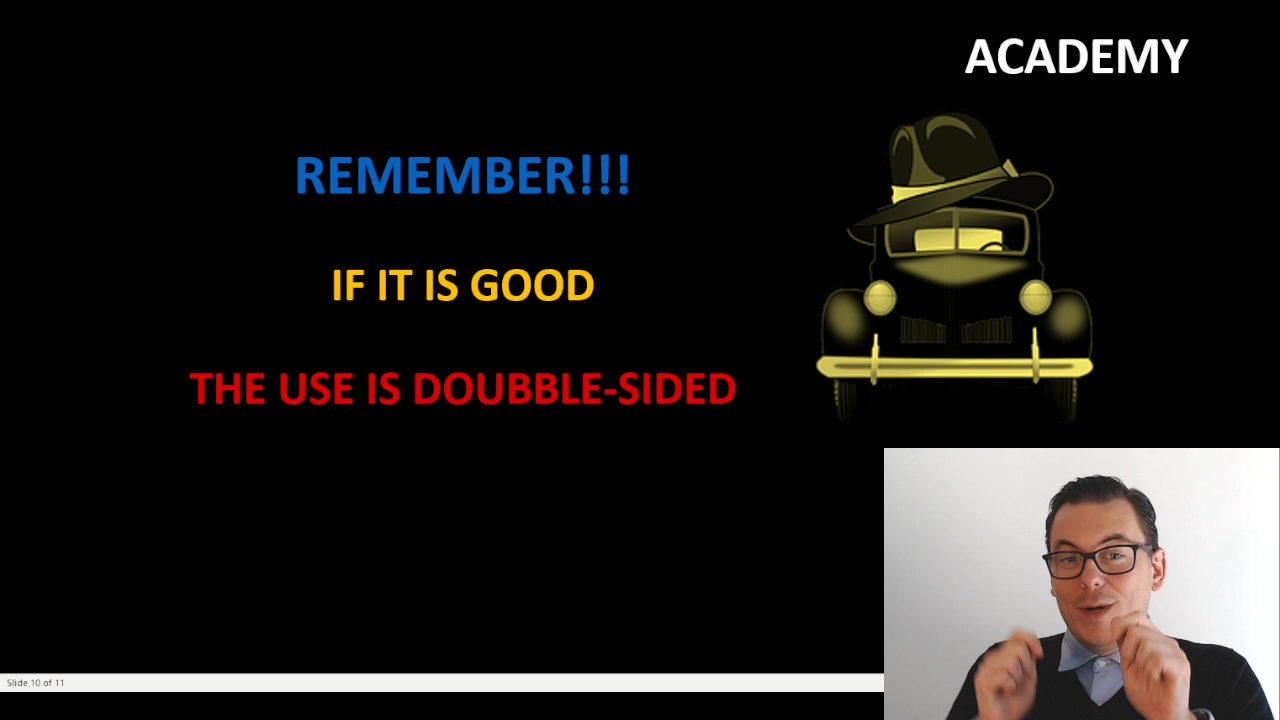 ACADEMY
REMEMBER!!!
IF IT IS GOOD
THE USE IS DOUBBLE-SIDED
Slide 10 of 11